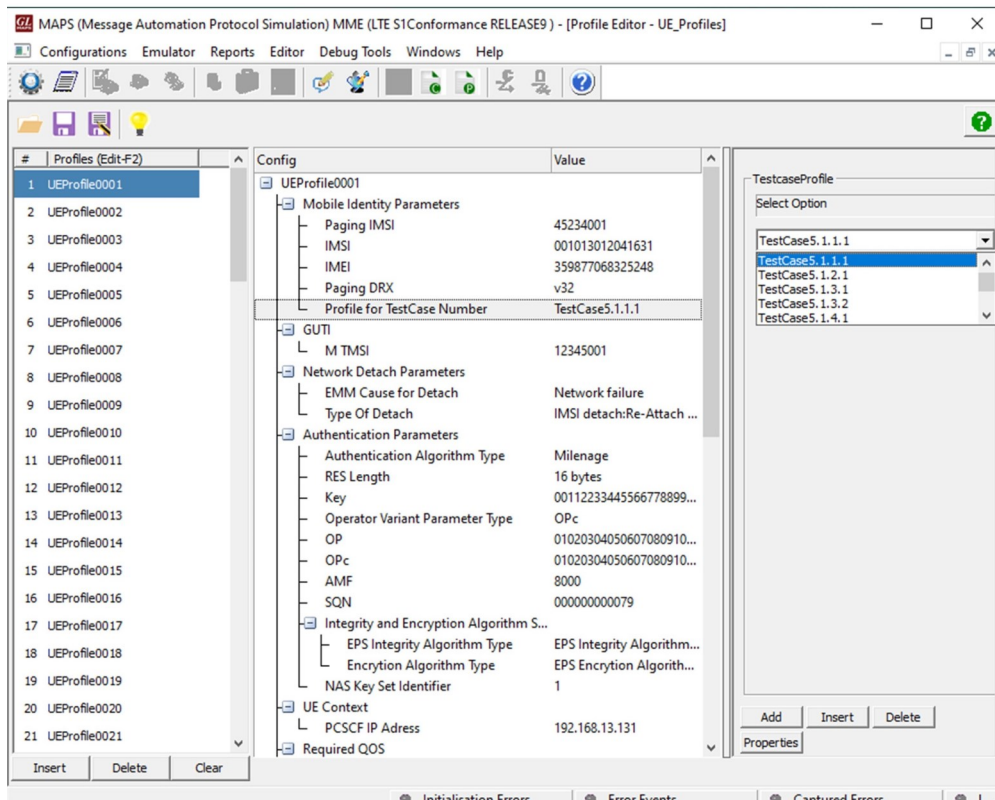 GL MAPS (Message Automation Protocol Simulation) MME (LTE S1Conformance RELEASE9 ) - [Profile Editor - UE_Profiles]
Configurations Emulator Reports Editor Debug Tools Windows Help
# Profiles (Edit-F2)
1 UEProfile0001
2 UEProfile0002
3 UEProfile0003
4 UEProfile0004
5 UEProfile0005
6 UEProfile0006
7 UEProfile0007
8 UEProfile0008
9 UEProfile0009
10 UEProfile0010
11 UEProfile0011
12 UEProfile0012
13 UEProfile0013
14 UEProfile0014
15 UEProfile0015
16 UEProfile0016
17 UEProfile0017
18 UEProfile0018
19 UEProfile0019
20 UEProfile0020
21 UEProfile0021
Insert Delete Clear
Config Value
UEProfile0001
Mobile Identity Parameters
Paging IMSI 45234001
IMSI 001013012041631
IMEI 359877068325248
Paging DRX v32
Profile for TestCase Number TestCase5.1.1.1
GUTI
M TMSI 12345001
Network Detach Parameters
EMM Cause for Detach Network failure
Type Of Detach IMSI detach:Re-Attach ...
Authentication Parameters
Authentication Algorithm Type Milenage
RES Length 16 bytes
Key 00112233445566778899...
Operator Variant Parameter Type OPc
OP 01020304050607080910...
OPc 01020304050607080910...
AMF 8000
SQN 000000000079
Integrity and Encryption Algorithm S...
EPS Integrity Algorithm Type EPS Integrity Algorithm...
Encrytion Algorithm Type EPS Encrytion Algorith...
NAS Key Set Identifier 1
UE Context
PCSCF IP Adress 192.168.13.131
Required QOS
TestcaseProfile
Select Option
TestCase5.1.1.1
TestCase5.1.1.1
TestCase5.1.2.1
TestCase5.1.3.1
TestCase5.1.3.2
TestCase5.1.4.1
Add Insert Delete
Properties
Initialisation Errors Error Events Captured Errors